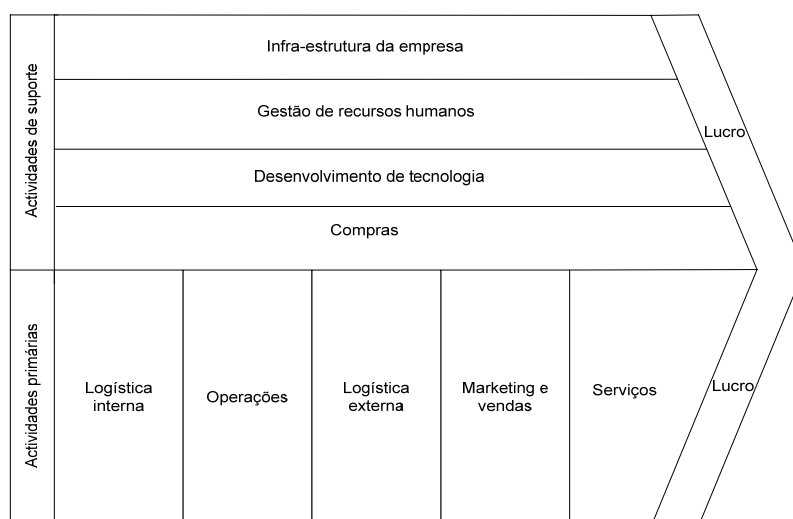 Actividades de suporte
Infra-estrutura da empresa
Gestão de recursos humanos
Desenvolvimento de tecnologia
Compras
Lucro
Actividades primárias
Logística
interna
Operações
Logística
externa
Marketing e
vendas
Serviços
Lucro